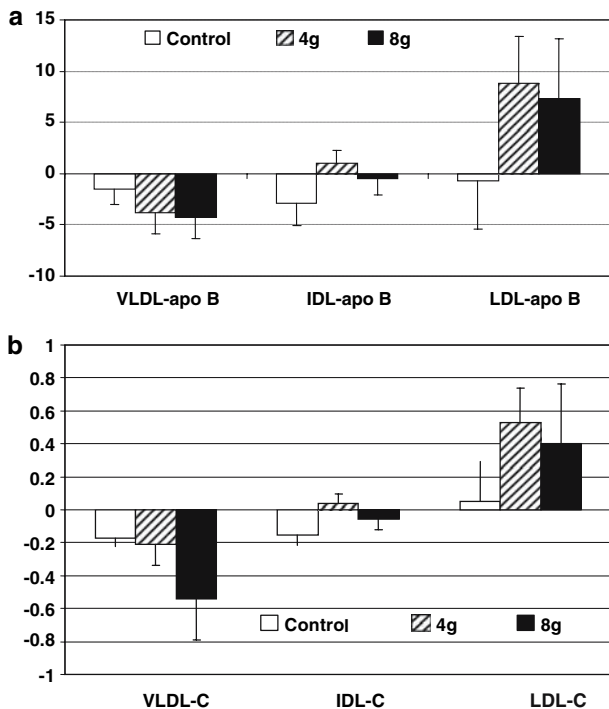 a
15
Control 4g 8g
10
5
0
-5
-10
VLDL-apo B IDL-apo B LDL-apo B
b
1
0.8
0.6
0.4
0.2
0
-0.2
-0.4
-0.6
Control 4g 8g
-0.8
-1
VLDL-C IDL-C LDL-C